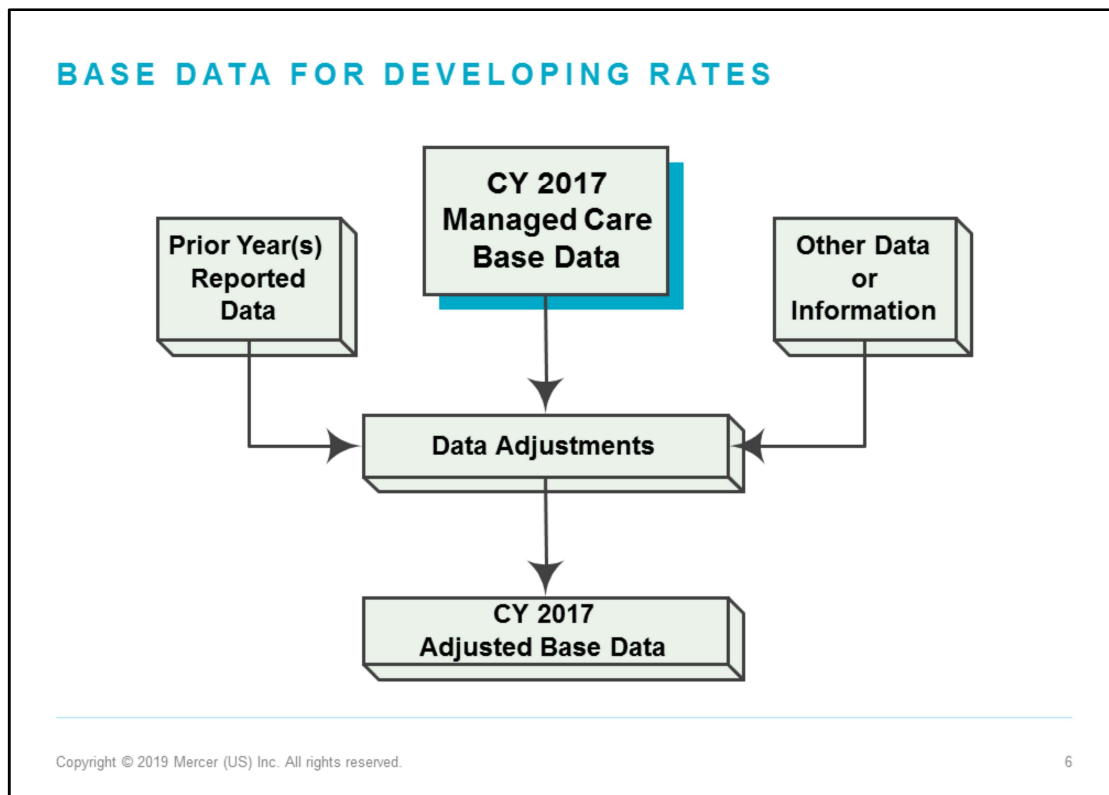 BASE DATA FOR DEVELOPING RATES
CY 2017
Managed Care
Base Data
Prior Year(s)
Reported
Data
Other Data
or
Information
Data Adjustments
CY 2017
Adjusted Base Data
Copyright © 2019 Mercer (US) Inc. All rights reserved.
6